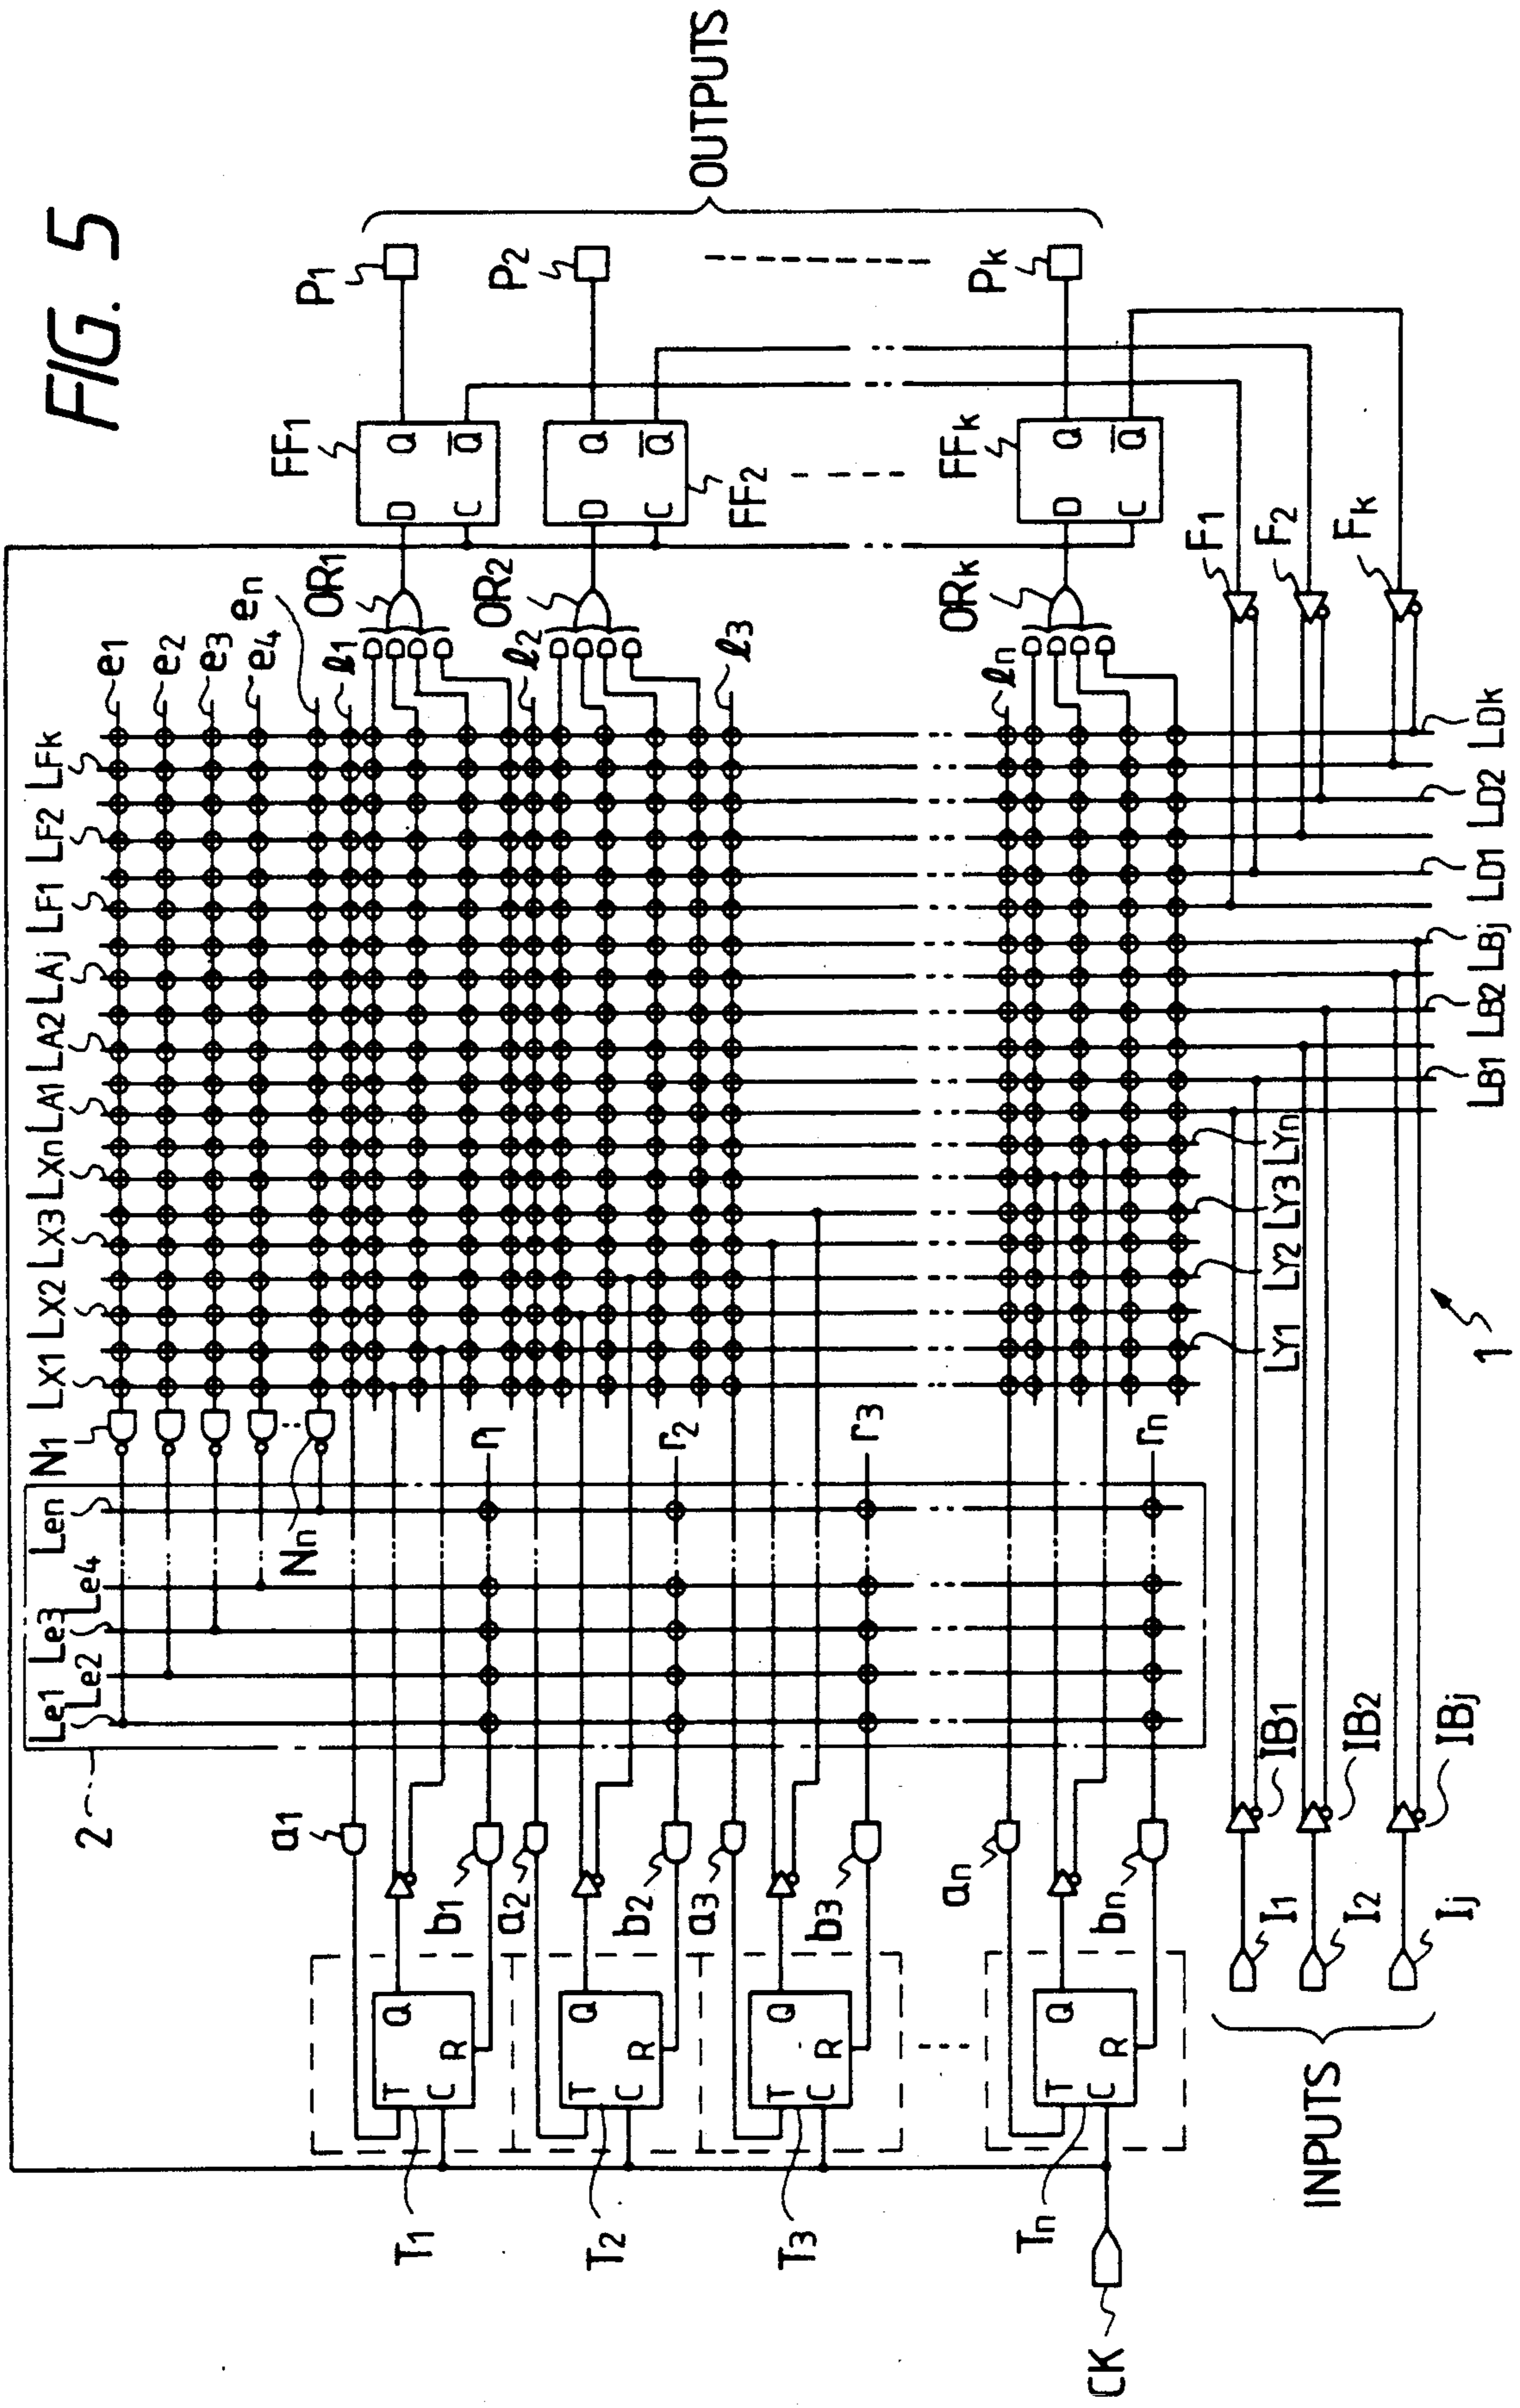 FIG. 5
OUTPUTS
P1
P2
Pk
FF1
Q
Q
D
C
FF2
Q
Q
D
C
FFk
Q
Q
D
C
F1
F2
Fk
OR1
OR2
ORk
e1
e2
e3
e4
en
l1
l2
l3
ln
LX1 LX2 LX3 LXn LA1 LA2 LAj LF1 LF2 LFk
LY1 LY2 LY3 LYn
LB1 LB2 LBj LD1 LD2 LDk
N1
Nn
r1
r2
r3
rn
Le1 Le2 Le3 Le4 Len
2
1
a1
b1
a2
b2
a3
b3
an
bn
IB1
IB2
IBj
I1
I2
Ij
INPUTS
T
Q
C
R
T
Q
C
R
T
Q
C
R
T
Q
C
R
T1
T2
T3
Tn
CK